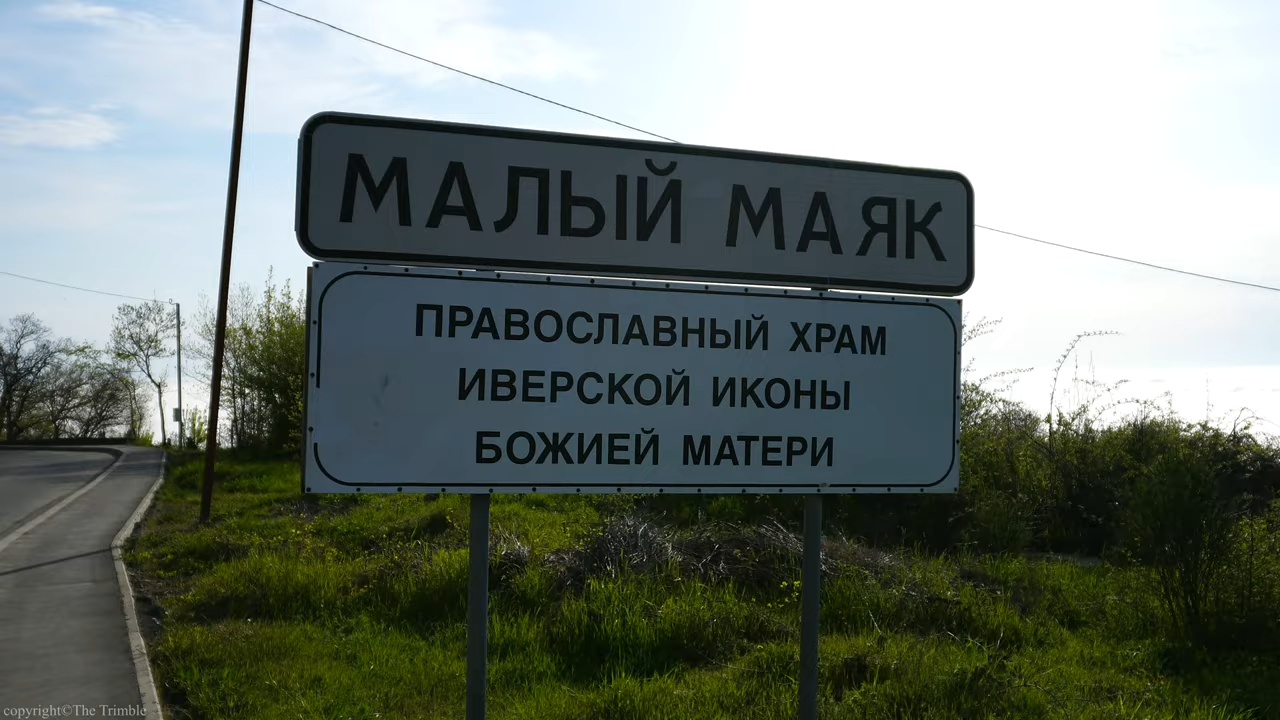 МАЛЫЙ МАЯК
ПРАВОСЛАВНЫЙ ХРАМ
ИВЕРСКОЙ ИКОНЫ
БОЖИЕЙ МАТЕРИ
copyright©The Trimble